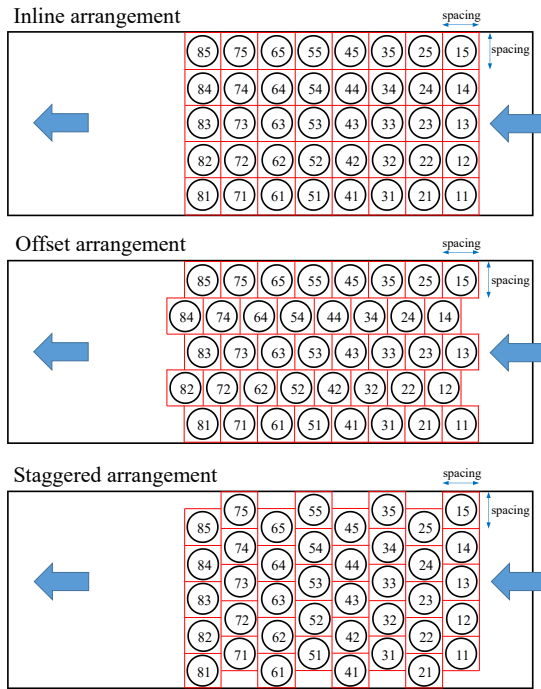 Inline arrangement
spacing
85 75 65 55 45 35 25 15
spacing
84 74 64 54 44 34 24 14
83 73 63 53 43 33 23 13
82 72 62 52 42 32 22 12
81 71 61 51 41 31 21 11
Offset arrangement
spacing
85 75 65 55 45 35 25 15
spacing
84 74 64 54 44 34 24 14
83 73 63 53 43 33 23 13
82 72 62 52 42 32 22 12
81 71 61 51 41 31 21 11
Staggered arrangement
spacing
75 55 35 15
spacing
85 65 45 25
74 54 34 14
84 64 44 24
73 53 33 13
83 63 43 23
72 52 32 12
82 62 42 22
71 51 31 11
81 61 41 21